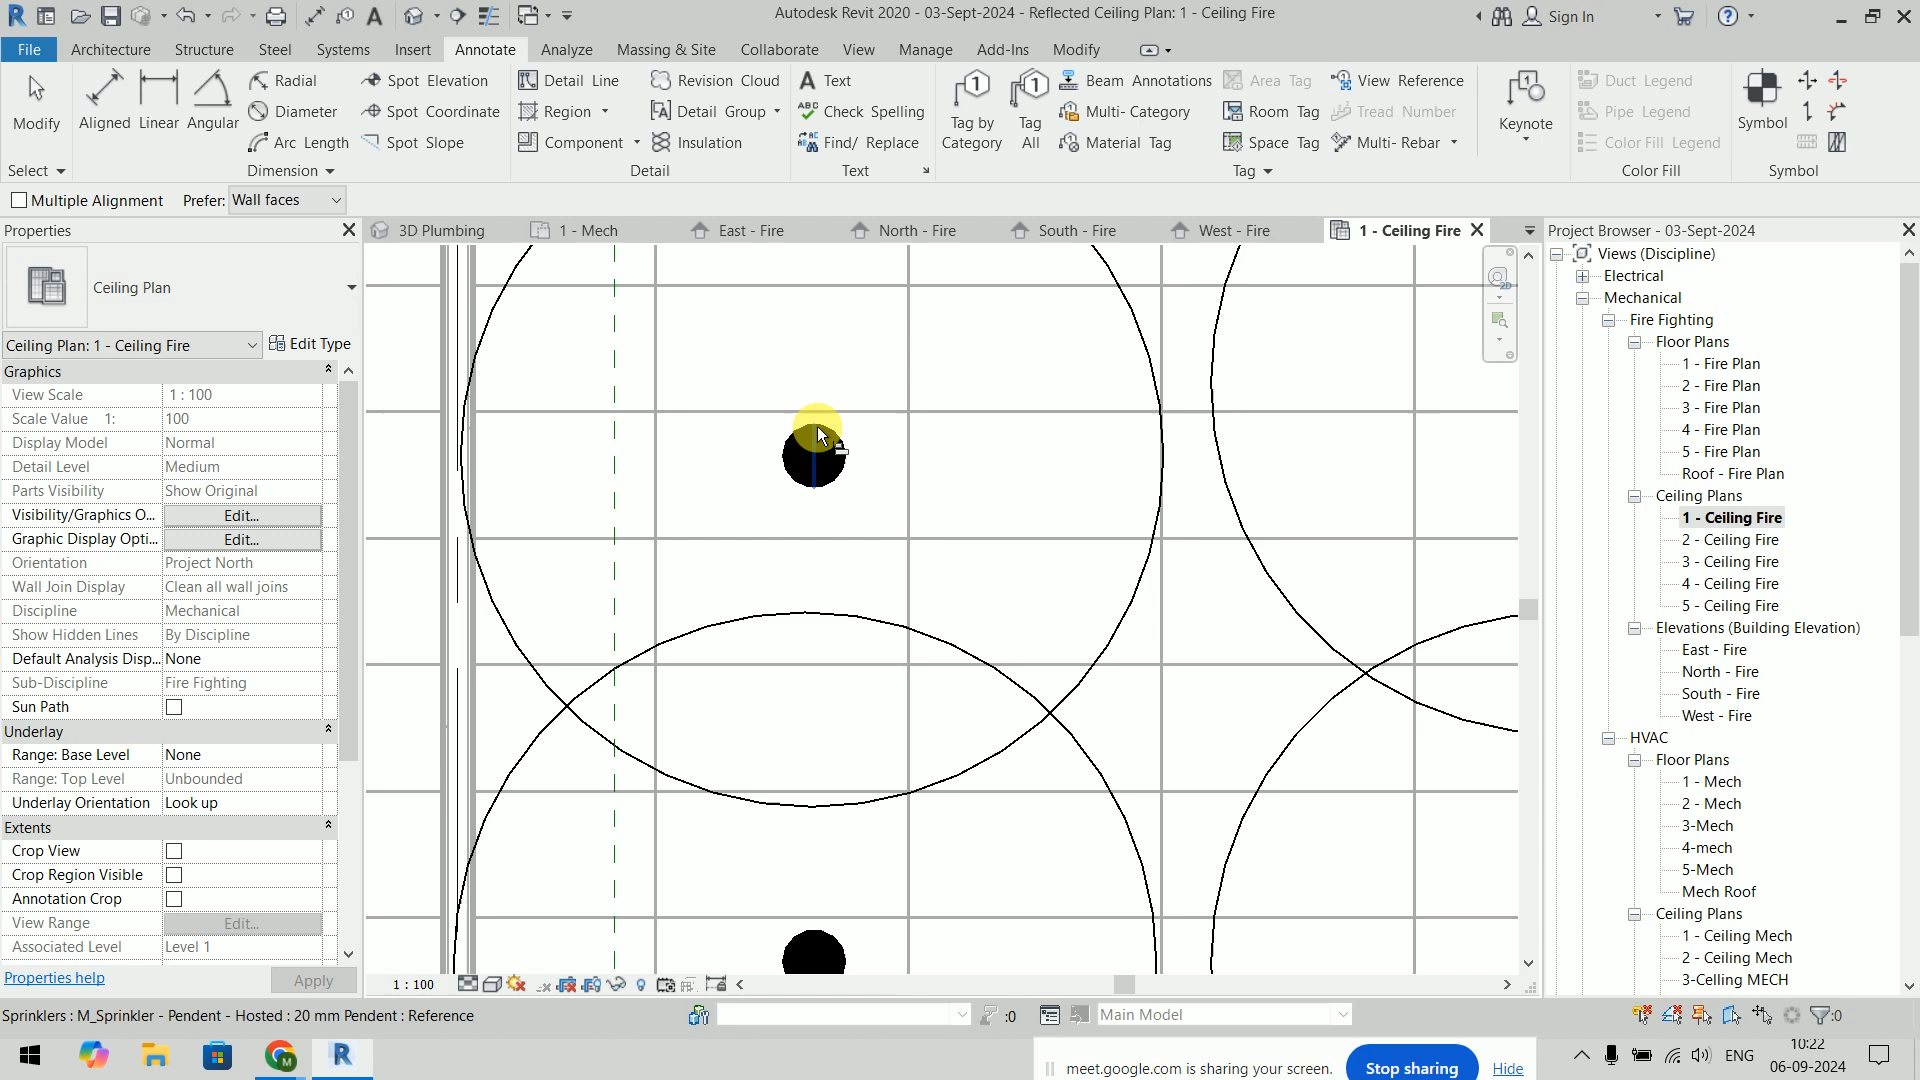 Autodesk Revit 2020 - 03-Sept-2024 - Reflected Ceiling Plan: 1 - Ceiling Fire
Sign In
File Architecture Structure Steel Systems Insert Annotate Analyze Massing & Site Collaborate View Manage Add-Ins Modify
Modify
Select
Aligned Linear Angular
Radial
Diameter
Arc Length
Spot Elevation
Spot Coordinate
Spot Slope
Dimension
Detail Line
Region
Component
Revision Cloud
Detail Group
Insulation
Detail
Text
Check Spelling
Find/ Replace
Text
Tag by Category
Tag All
Beam Annotations
Multi- Category
Material Tag
Area Tag
Room Tag
Space Tag
View Reference
Tread Number
Multi- Rebar
Tag
Keynote
Duct Legend
Pipe Legend
Color Fill Legend
Color Fill
Symbol
Symbol
Multiple Alignment Prefer: Wall faces
Properties
Ceiling Plan
Ceiling Plan: 1 - Ceiling Fire Edit Type
Graphics
View Scale 1 : 100
Scale Value 1: 100
Display Model Normal
Detail Level Medium
Parts Visibility Show Original
Visibility/Graphics O... Edit...
Graphic Display Opti... Edit...
Orientation Project North
Wall Join Display Clean all wall joins
Discipline Mechanical
Show Hidden Lines By Discipline
Default Analysis Disp... None
Sub-Discipline Fire Fighting
Sun Path
Underlay
Range: Base Level None
Range: Top Level Unbounded
Underlay Orientation Look up
Extents
Crop View
Crop Region Visible
Annotation Crop
View Range Edit...
Associated Level Level 1
Properties help Apply
3D Plumbing 1 - Mech East - Fire North - Fire South - Fire West - Fire 1 - Ceiling Fire
2D
1 : 100
Project Browser - 03-Sept-2024
Views (Discipline)
Electrical
Mechanical
Fire Fighting
Floor Plans
1 - Fire Plan
2 - Fire Plan
3 - Fire Plan
4 - Fire Plan
5 - Fire Plan
Roof - Fire Plan
Ceiling Plans
1 - Ceiling Fire
2 - Ceiling Fire
3 - Ceiling Fire
4 - Ceiling Fire
5 - Ceiling Fire
Elevations (Building Elevation)
East - Fire
North - Fire
South - Fire
West - Fire
HVAC
Floor Plans
1 - Mech
2 - Mech
3-Mech
4-mech
5-Mech
Mech Roof
Ceiling Plans
1 - Ceiling Mech
2 - Ceiling Mech
3-Celling MECH
Sprinklers : M_Sprinkler - Pendent - Hosted : 20 mm Pendent : Reference
:0
Main Model
:0
meet.google.com is sharing your screen. Stop sharing Hide
ENG
10:22
06-09-2024